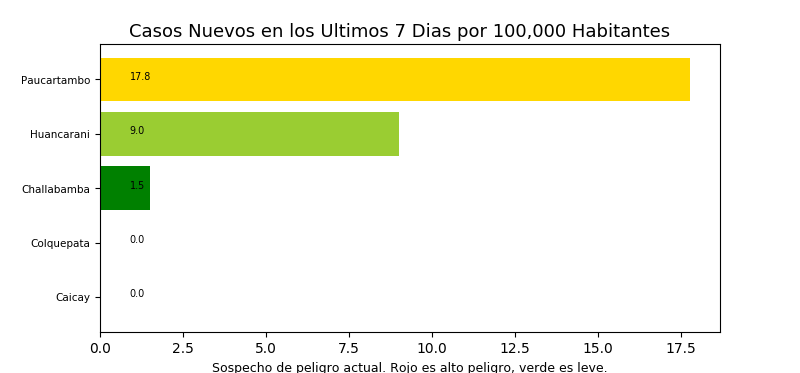 Casos Nuevos en los Ultimos 7 Dias por 100,000 Habitantes
Paucartambo 17.8
Huancarani 9.0
Challabamba 1.5
Colquepata 0.0
Caicay 0.0
0.0 2.5 5.0 7.5 10.0 12.5 15.0 17.5
Sospecho de peligro actual. Rojo es alto peligro, verde es leve.